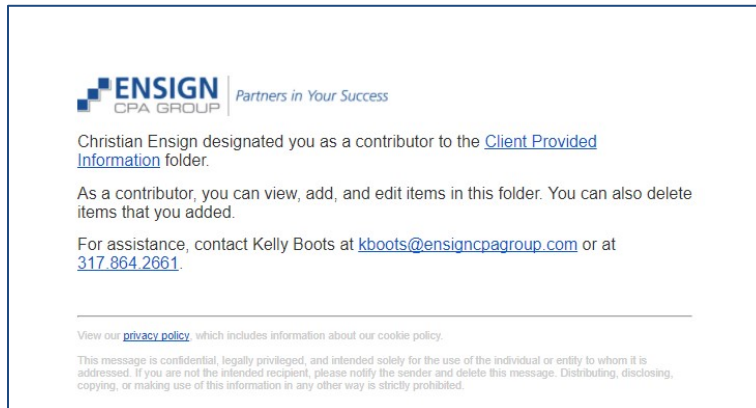 ENSIGN
CPA GROUP
Partners in Your Success
Christian Ensign designated you as a contributor to the Client Provided
Information folder.
As a contributor, you can view, add, and edit items in this folder. You can also delete
items that you added.
For assistance, contact Kelly Boots at kboots@ensigncpagroup.com or at
317.864.2661.
View our privacy policy, which includes information about our cookie policy.
This message is confidential, legally privileged, and intended solely for the use of the individual or entity to whom it is
addressed. If you are not the intended recipient, please notify the sender and delete this message. Distributing, disclosing,
copying, or making use of this information in any other way is strictly prohibited.